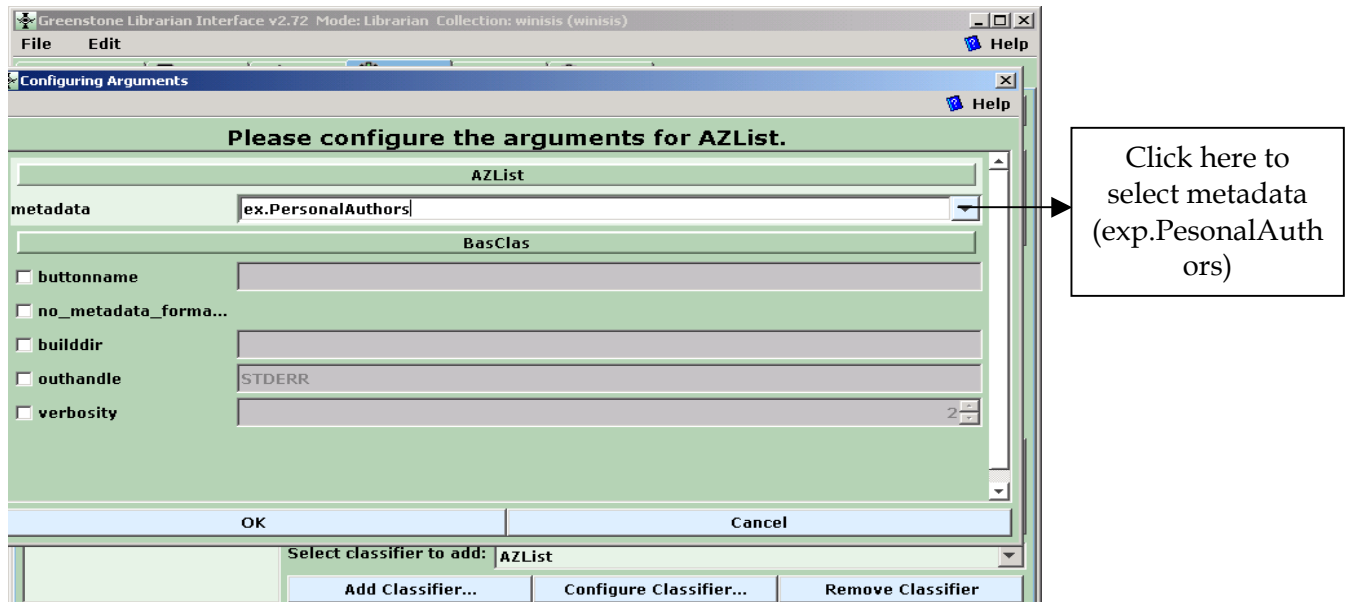 Greenstone Librarian Interface v2.72 Mode: Librarian Collection: winisis (winisis)
File Edit Help
Configuring Arguments
Help
Please configure the arguments for AZList.
AZList
metadata ex.PersonalAuthors
BasClas
buttonname
no_metadata_forma...
builddir
outhandle STDERR
verbosity 2
OK Cancel
Select classifier to add: AZList
Add Classifier... Configure Classifier... Remove Classifier
Click here to
select metadata
(exp.PesonalAuth
ors)